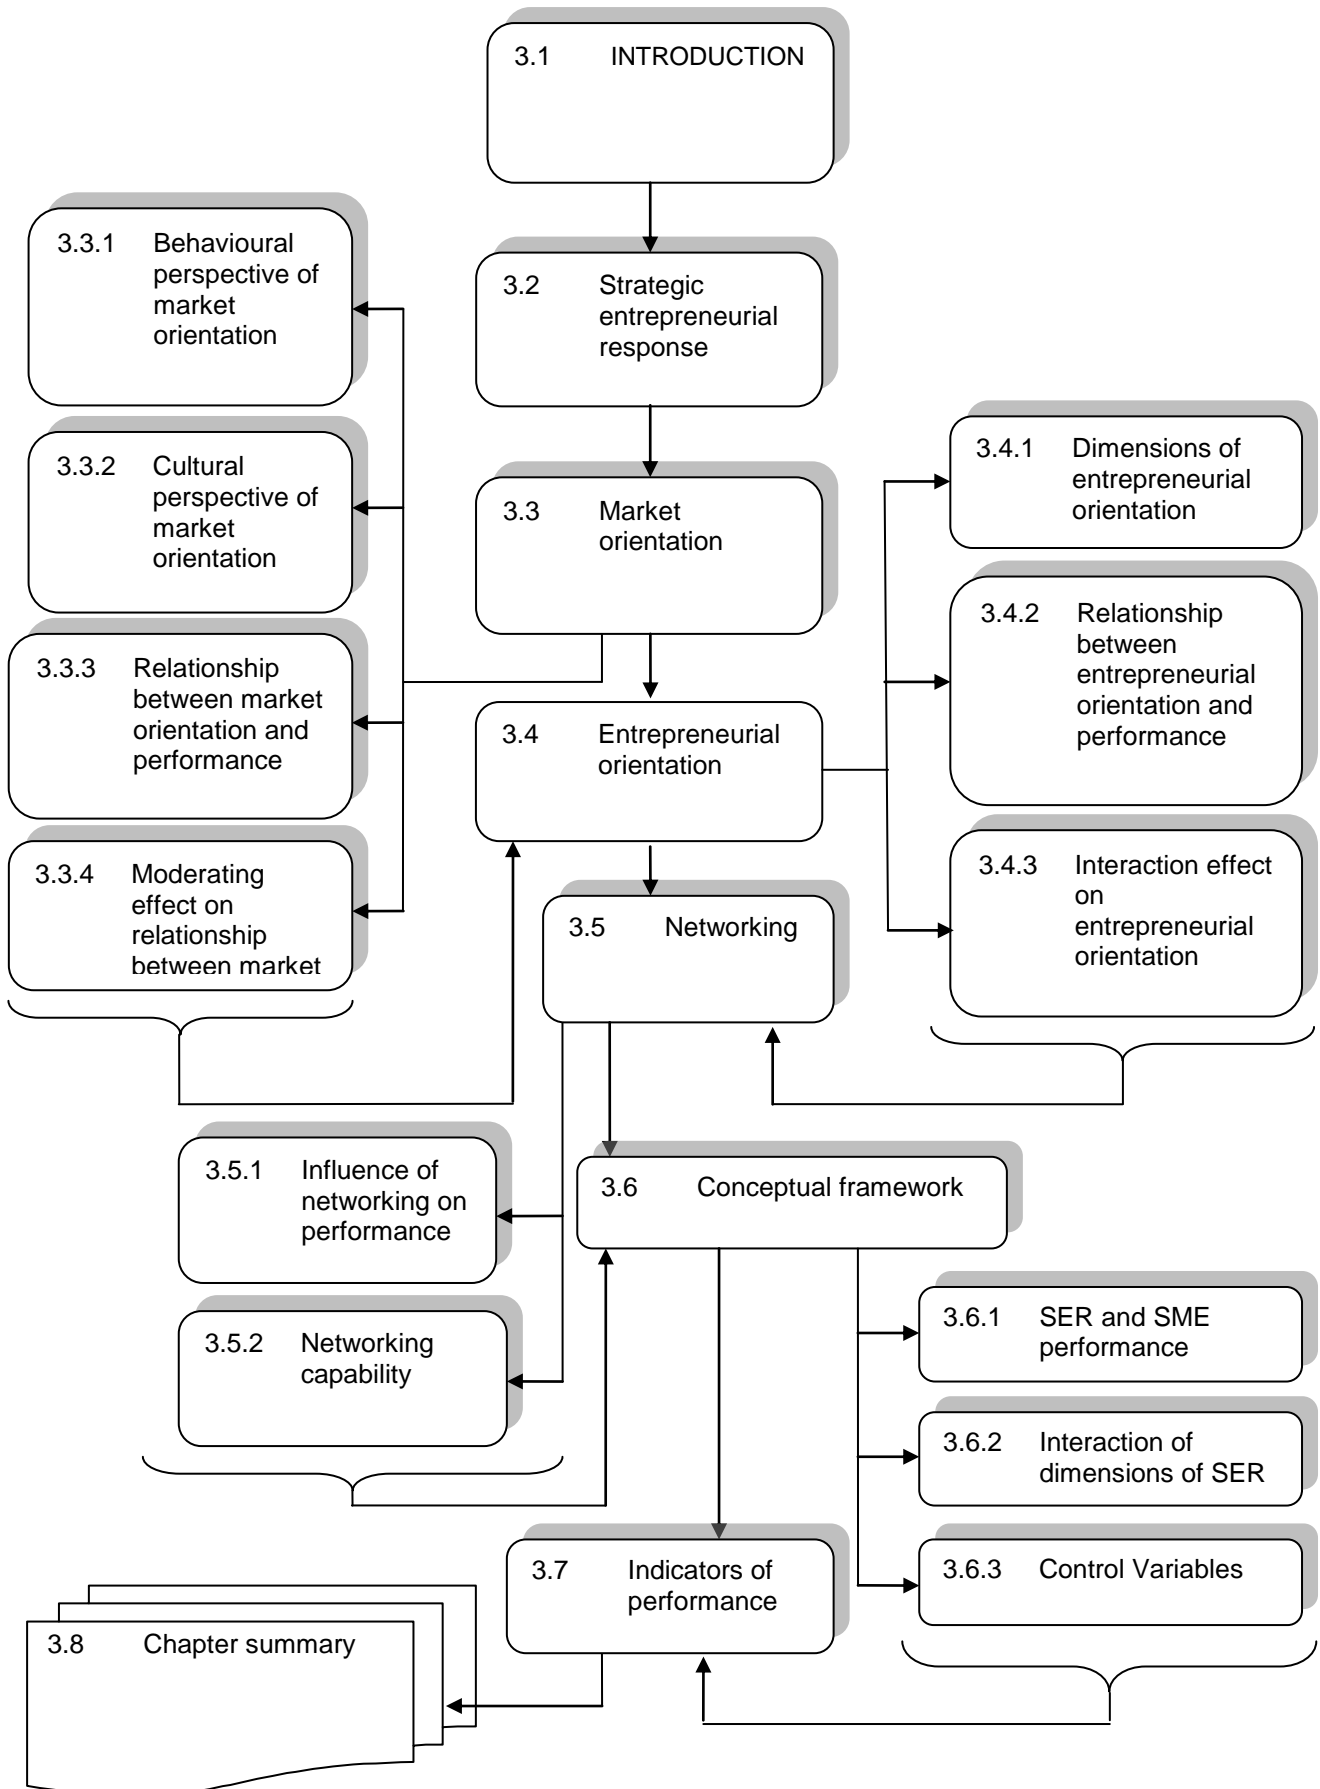 3.1 INTRODUCTION
3.2 Strategic
entrepreneurial
response
3.3 Market
orientation
3.3.1 Behavioural
perspective of
market
orientation
3.3.2 Cultural
perspective of
market
orientation
3.3.3 Relationship
between market
orientation and
performance
3.3.4 Moderating
effect on
relationship
between market
3.4 Entrepreneurial
orientation
3.4.1 Dimensions of
entrepreneurial
orientation
3.4.2 Relationship
between
entrepreneurial
orientation and
performance
3.4.3 Interaction effect
on
entrepreneurial
orientation
3.5 Networking
3.5.1 Influence of
networking on
performance
3.5.2 Networking
capability
3.6 Conceptual framework
3.6.1 SER and SME
performance
3.6.2 Interaction of
dimensions of SER
3.6.3 Control Variables
3.7 Indicators of
performance
3.8 Chapter summary